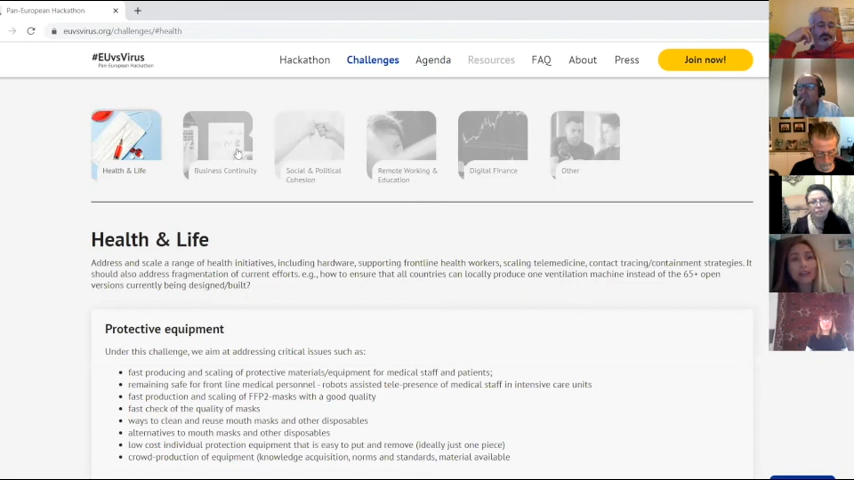 Pan-European Hackathon
euvsvirus.org/challenges/#health
#EUvsVirus
Pan-European Hackathon
Hackathon Challenges Agenda Resources FAQ About Press Join now!
Health & Life
Business Continuity
Social & Political
Cohesion
Remote Working &
Education
Digital Finance
Other
Health & Life
Address and scale a range of health initiatives, including hardware, supporting frontline health workers, scaling telemedicine, contact tracing/containment strategies. It
should also address fragmentation of current efforts. e.g., how to ensure that all countries can locally produce one ventilation machine instead of the 65+ open
versions currently being designed/built?
Protective equipment
Under this challenge, we aim at addressing critical issues such as:
• fast producing and scaling of protective materials/equipment for medical staff and patients;
• remaining safe for front line medical personnel - robots assisted tele-presence of medical staff in intensive care units
• fast production and scaling of FFP2-masks with a good quality
• fast check of the quality of masks
• ways to clean and reuse mouth masks and other disposables
• alternatives to mouth masks and other disposables
• low cost individual protection equipment that is easy to put and remove (ideally just one piece)
• crowd-production of equipment (knowledge acquisition, norms and standards, material available